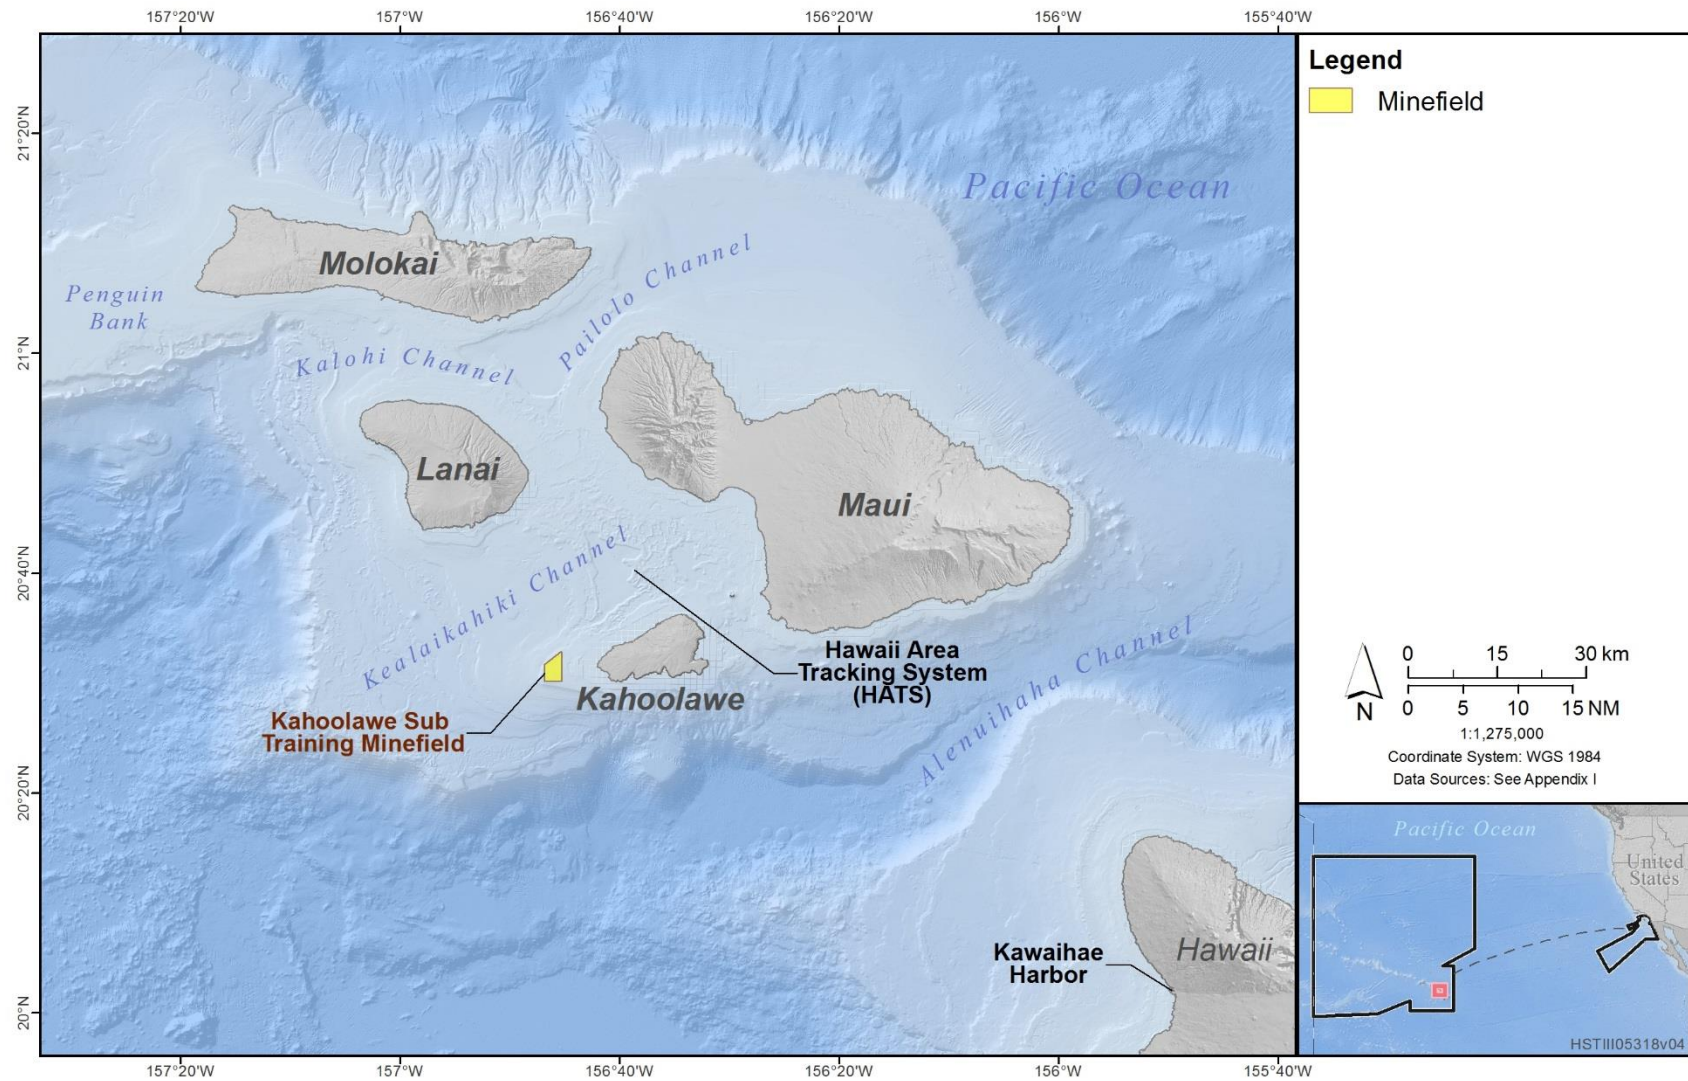 157°20'W
157°W
156°40'W
156°20'W
156°W
155°40'W
21°20'N
21°N
20°40'N
20°20'N
20°N
Pacific Ocean
Molokai
Penguin
Bank
Pailolo Channel
Kalohi Channel
Lanai
Maui
Kealaikahiki Channel
Hawaii Area
Tracking System
(HATS)
Kahoolawe
Kahoolawe Sub
Training Minefield
Alenuihaha Channel
Kawaihae
Harbor
Hawaii
157°20'W
157°W
156°40'W
156°20'W
156°W
155°40'W
Legend
Minefield
N
0 15 30 km
0 5 10 15 NM
1:1,275,000
Coordinate System: WGS 1984
Data Sources: See Appendix I
Pacific Ocean
United
States
HSTIII05318v04